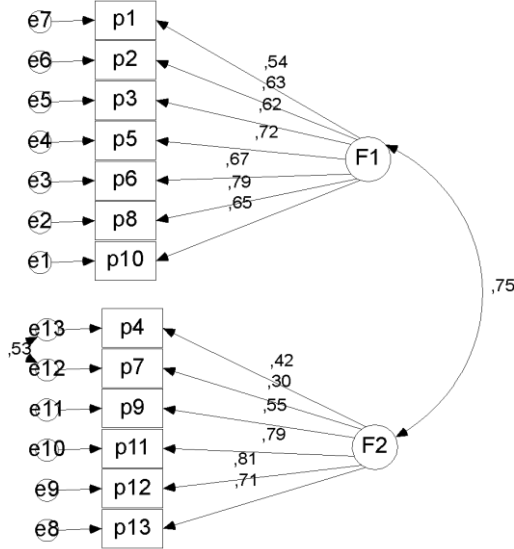 e7 p1
,54
e6 p2
,63
e5 p3
,62
e4 p5
,72
F1
e3 p6
,67
,79
e2 p8
,65
e1 p10
,75
e13 p4
,53
,42
e12 p7
,30
e11 p9
,55
,79
e10 p11
F2
,81
e9 p12
,71
e8 p13